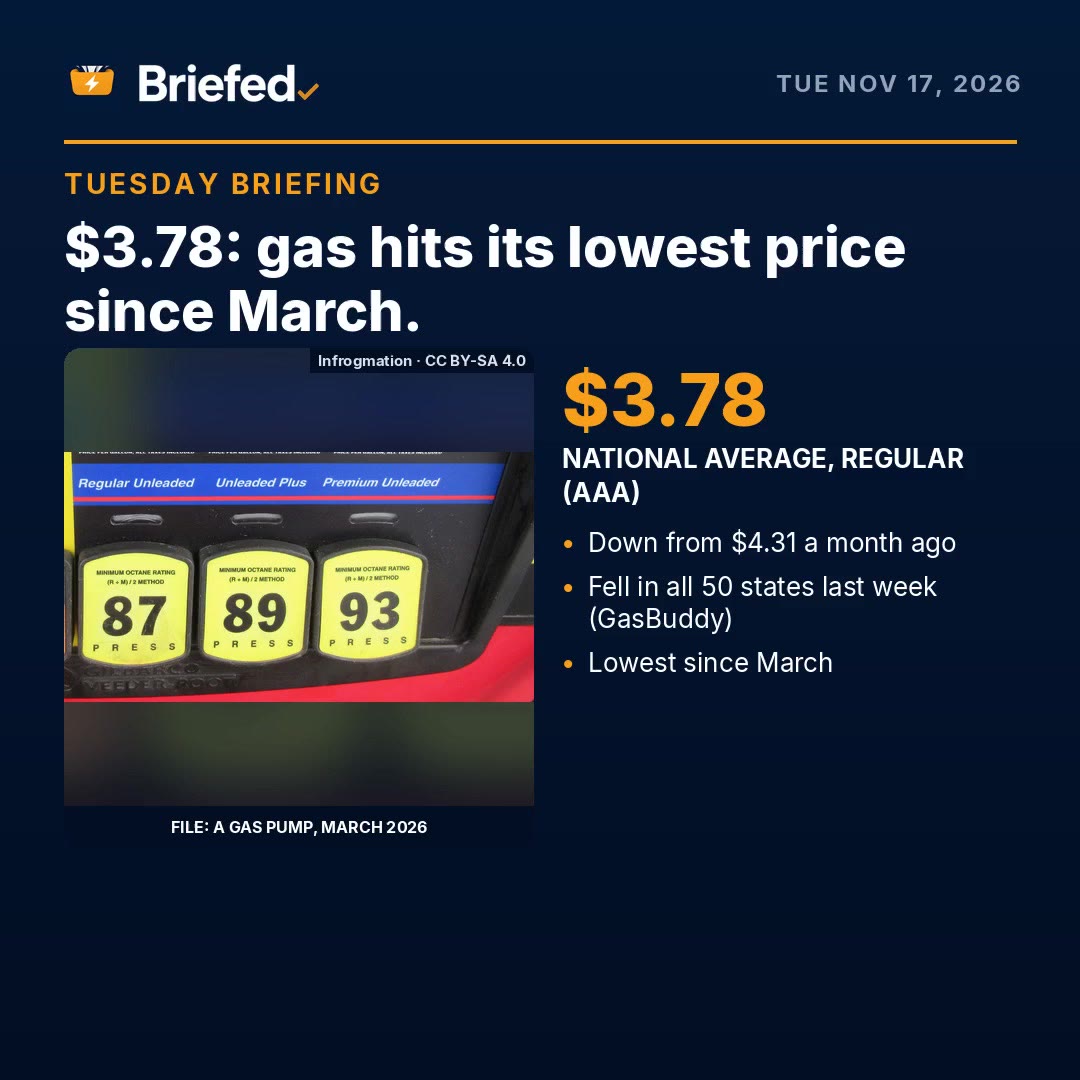 Briefed
TUE NOV 17, 2026
TUESDAY BRIEFING
$3.78: gas hits its lowest price
since March.
Infrogmation · CC BY-SA 4.0
Regular Unleaded
Unleaded Plus
Premium Unleaded
MINIMUM OCTANE RATING
(R + M) / 2 METHOD
87
PRESS
MINIMUM OCTANE RATING
(R + M) / 2 METHOD
89
PRESS
MINIMUM OCTANE RATING
(R + M) / 2 METHOD
93
PRESS
GILBARCO
VEEDER-ROOT
FILE: A GAS PUMP, MARCH 2026
$3.78
NATIONAL AVERAGE, REGULAR
(AAA)
• Down from $4.31 a month ago
• Fell in all 50 states last week
(GasBuddy)
• Lowest since March